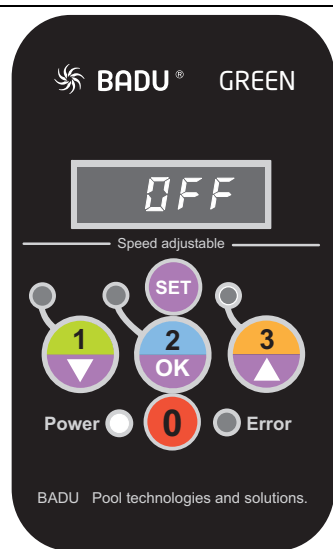 BADU® GREEN
OFF
Speed adjustable
SET
1 2 3
OK
0
Power Error
BADU Pool technologies and solutions.